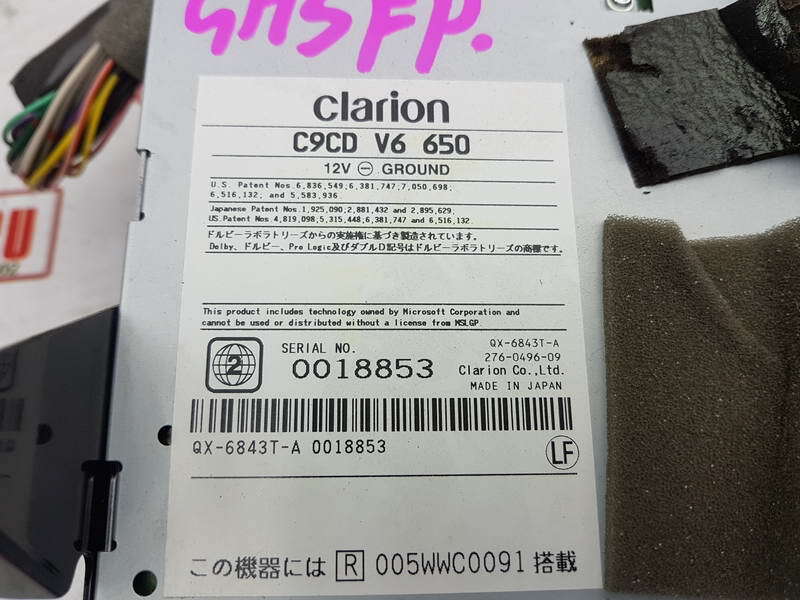 GHSFP.
clarion
C9CD V6 650
12V ⊖ GROUND
U.S. Patent Nos.6,836,549;6,381,747;7,050,698;
6,516,132; and 5,583,936.
Japanese Patent Nos.1,925,090,2,881,432 and 2,895,629;
US.Patent Nos.4,819,098;5,315,448;6,381,747 and 6,516,132.
ドルビーラボラトリーズからの実施権に基づき製造されています。
Dolby、ドルビー、Pro Logic及びダブルD記号はドルビーラボラトリーズの商標です。
This product includes technology owned by Microsoft Corporation and
cannot be used or distributed without a license from MSLGP.
2
SERIAL NO.
0018853
QX-6843T-A
276-0496-09
Clarion Co.,Ltd.
MADE IN JAPAN
QX-6843T-A 0018853
LF
この機器には R 005WWC0091 搭載